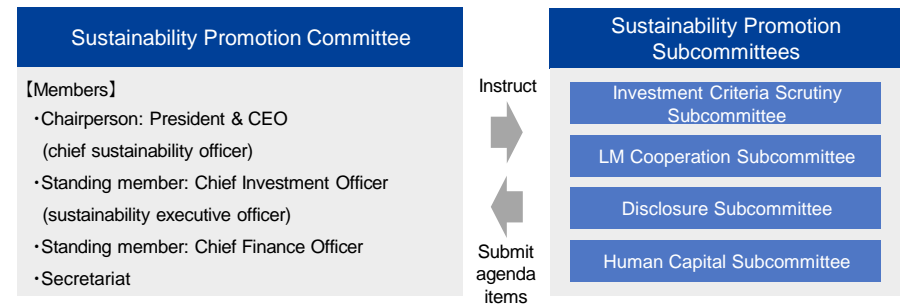 Sustainability Promotion Committee
【Members】
・Chairperson: President & CEO
(chief sustainability officer)
・Standing member: Chief Investment Officer
(sustainability executive officer)
・Standing member: Chief Finance Officer
・Secretariat
Instruct
Submit
agenda
items
Sustainability Promotion
Subcommittees
Investment Criteria Scrutiny
Subcommittee
LM Cooperation Subcommittee
Disclosure Subcommittee
Human Capital Subcommittee